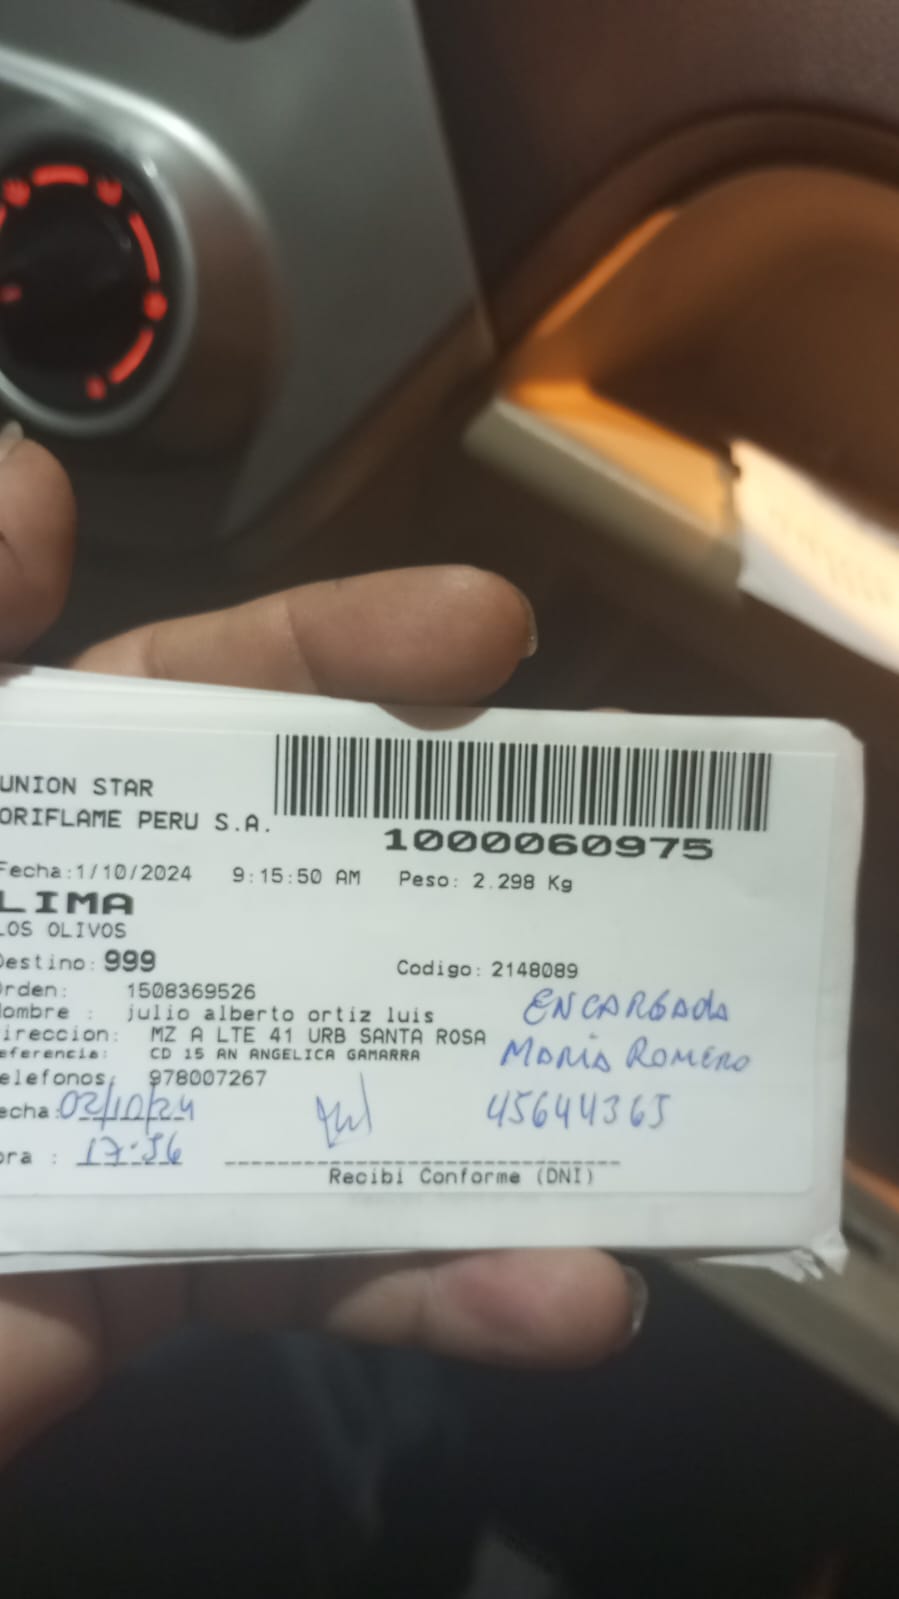 UNION STAR
ORIFLAME PERU S.A.
1000060975
Fecha:1/10/2024 9:15:50 AM Peso: 2.298 Kg
LIMA
LOS OLIVOS
Destino: 999 Codigo: 2148089
Orden: 1508369526
Nombre : julio alberto ortiz luis
Direccion: MZ A LTE 41 URB SANTA ROSA
Referencia: CD 15 AN ANGELICA GAMARRA
Telefonos: 978007267
ENCARGADA
MARÍA ROMERO
45644365
Fecha: 02/10/24
Hora : 17:56
Recibi Conforme (DNI)